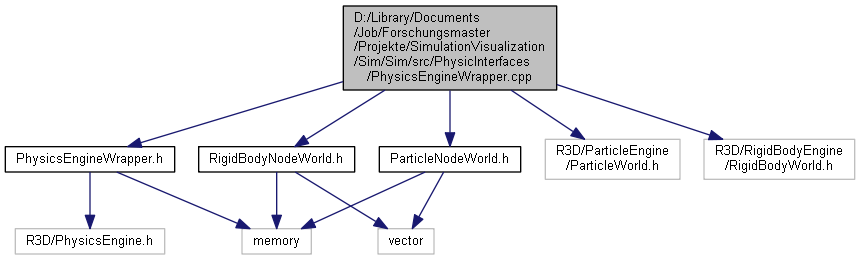 D:/Library/Documents
/Job/Forschungsmaster
/Projekte/SimulationVisualization
/Sim/Sim/src/PhysicInterfaces
/PhysicsEngineWrapper.cpp
PhysicsEngineWrapper.h
RigidBodyNodeWorld.h
ParticleNodeWorld.h
R3D/ParticleEngine
/ParticleWorld.h
R3D/RigidBodyEngine
/RigidBodyWorld.h
R3D/PhysicsEngine.h
memory
vector